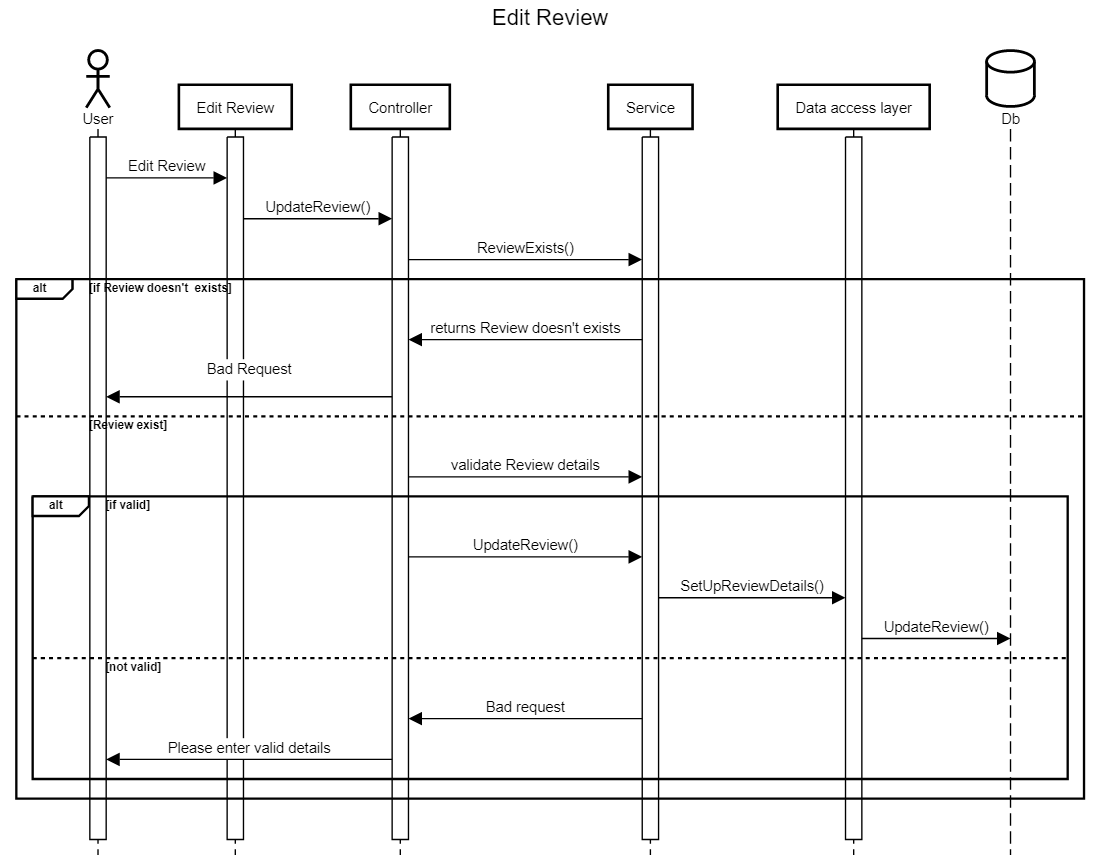 Edit Review
User
Edit Review
Controller
Service
Data access layer
Db
Edit Review
UpdateReview()
ReviewExists()
alt
[if Review doesn't exists]
returns Review doesn't exists
Bad Request
[Review exist]
validate Review details
alt
[if valid]
UpdateReview()
SetUpReviewDetails()
UpdateReview()
[not valid]
Bad request
Please enter valid details